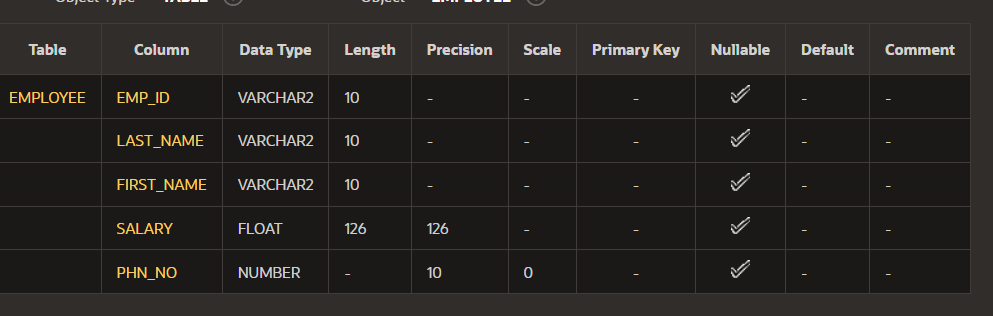 Object Type TABLE ? Object EMPLOYEE ?
Table Column Data Type Length Precision Scale Primary Key Nullable Default Comment
EMPLOYEE EMP_ID VARCHAR2 10 - - - - -
LAST_NAME VARCHAR2 10 - - - - -
FIRST_NAME VARCHAR2 10 - - - - -
SALARY FLOAT 126 126 - - - -
PHN_NO NUMBER - 10 0 - - -